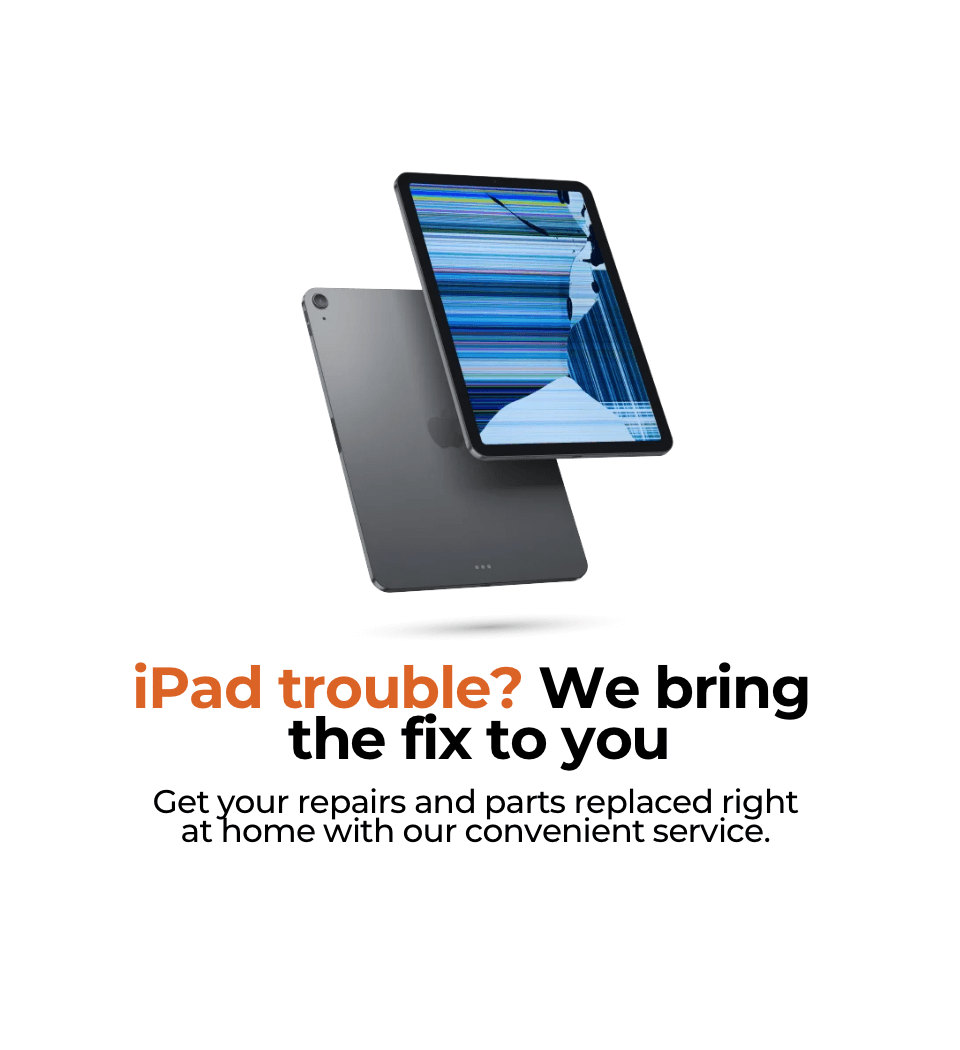 iPad trouble? We bring
the fix to you
Get your repairs and parts replaced right
at home with our convenient service.